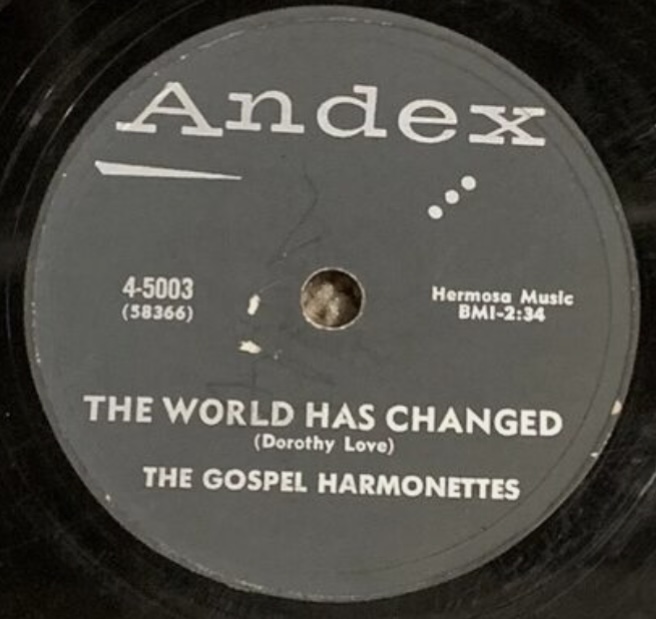 Andex
4-5003
(58366)
Hermosa Music
BMI-2:34
THE WORLD HAS CHANGED
(Dorothy Love)
THE GOSPEL HARMONETTES